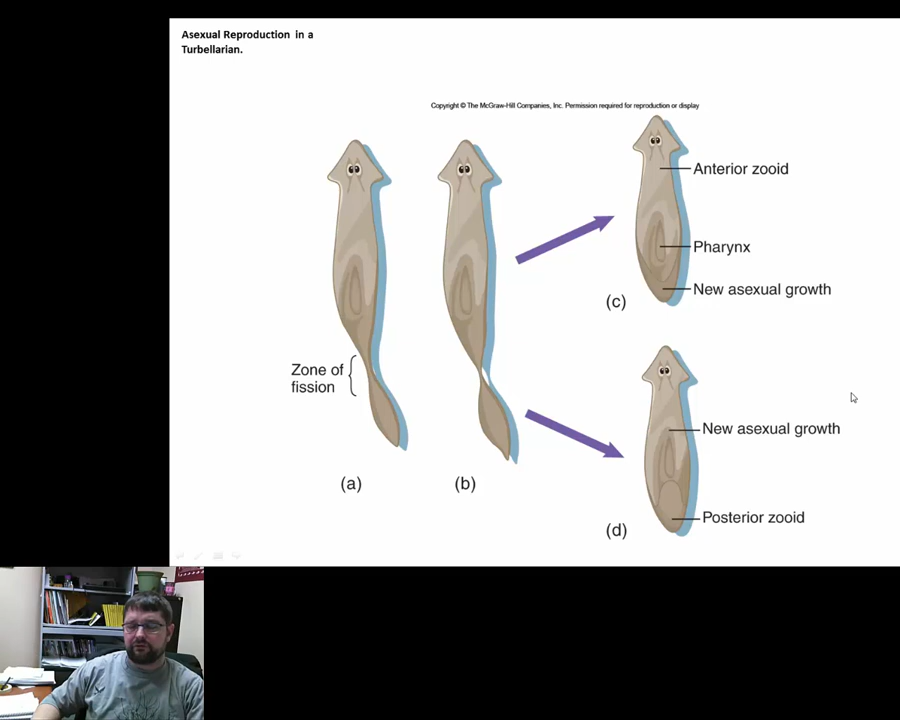 Asexual Reproduction in a
Turbellarian.
Copyright © The McGraw-Hill Companies, Inc. Permission required for reproduction or display
Anterior zooid
Pharynx
New asexual growth
(c)
Zone of
fission
New asexual growth
(a)
(b)
Posterior zooid
(d)